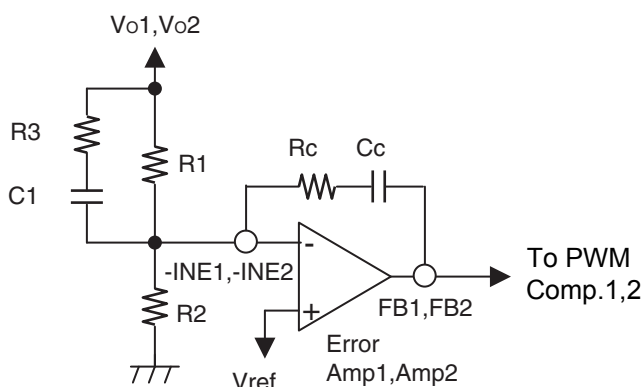 Vo1,Vo2
R3
R1
Rc
Cc
C1
-
-INE1,-INE2
To PWM
Comp.1,2
R2
+
FB1,FB2
Error
Vref
Amp1,Amp2